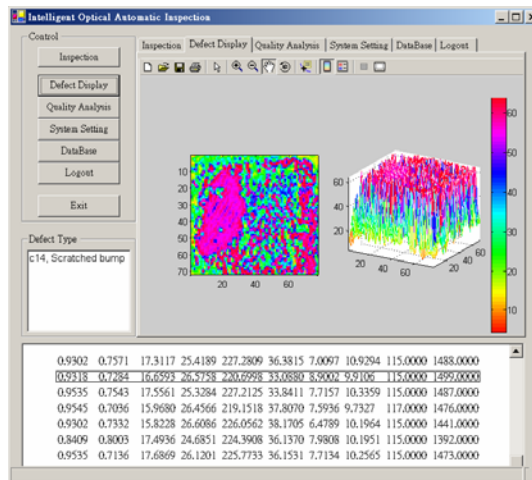 Intelligent Optical Automatic Inspection
Control
Inspection
Defect Display
Quality Analysis
System Setting
DataBase
Logout
Exit
Defect Type
c14, Scratched bump
Inspection Defect Display Quality Analysis System Setting DataBase Logout
10
20
30
40
50
60
70
20 40 60 80
60
40
20
20 40 60
20 40 60
60
50
40
30
20
10
0.9302 0.7571 17.3117 25.4189 227.2809 36.3815 7.0097 10.9294 115.0000 1488.0000
0.9318 0.7284 16.6593 26.5758 220.6998 33.0880 8.9002 9.9106 115.0000 1499.0000
0.9535 0.7543 17.5561 25.3284 227.2125 33.8411 7.7157 10.3359 115.0000 1487.0000
0.9545 0.7036 15.9680 26.4566 219.1518 37.8070 7.5936 9.7327 117.0000 1476.0000
0.9302 0.7332 15.8228 26.6086 226.0562 38.1705 6.4789 10.1964 115.0000 1441.0000
0.8409 0.8003 17.4936 24.6851 224.3908 36.1370 7.9808 10.1951 115.0000 1392.0000
0.9535 0.7136 17.6869 26.1201 225.7733 36.1531 7.7134 10.2565 115.0000 1473.0000